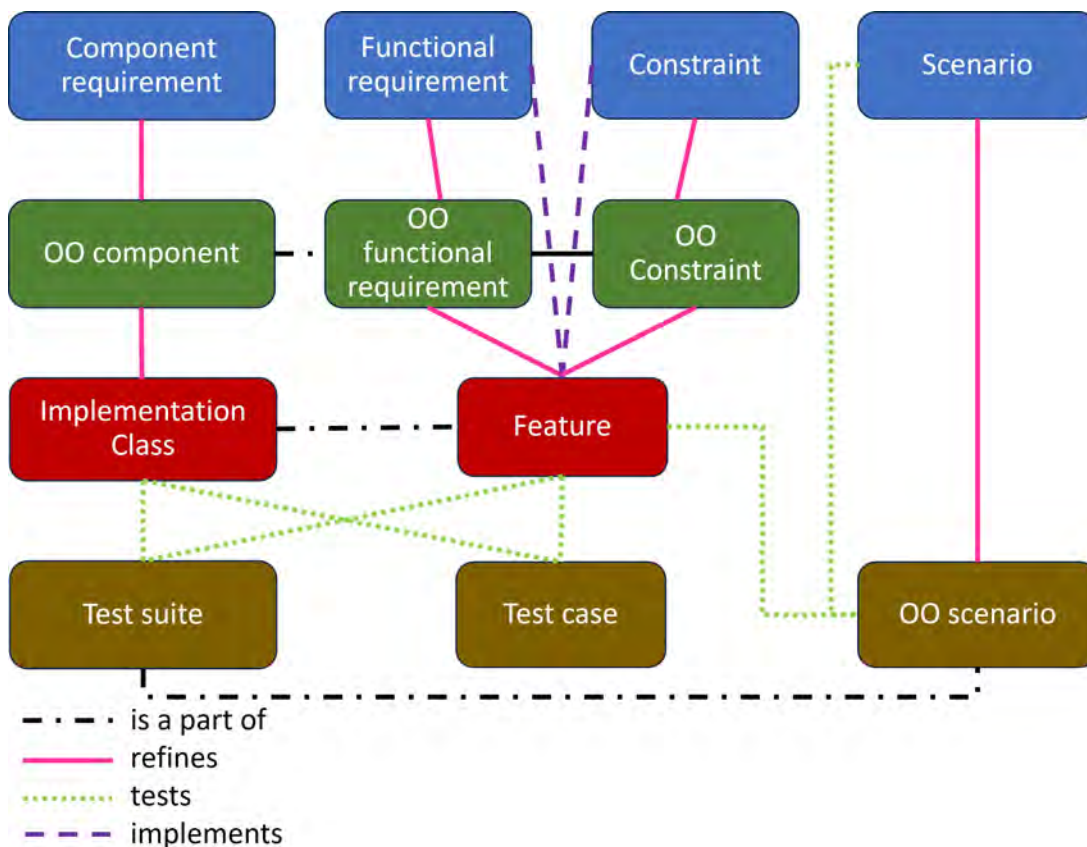 Component
requirement
Functional
requirement
Constraint
Scenario
OO component
OO
functional
requirement
OO
Constraint
Implementation
Class
Feature
Test suite
Test case
OO scenario
is a part of
refines
tests
implements